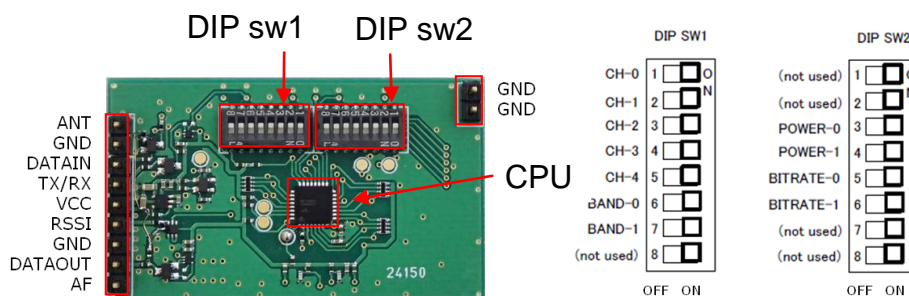 DIP sw1
DIP sw2
GND
GND
ANT
GND
DATAIN
TX/RX
VCC
RSSI
GND
DATAOUT
AF
CPU
24150
DIP SW1
CH-0 1 O
N
CH-1 2
CH-2 3
CH-3 4
CH-4 5
BAND-0 6
BAND-1 7
(not used) 8
OFF ON
DIP SW2
(not used) 1
(not used) 2
POWER-0 3
POWER-1 4
BITRATE-0 5
BITRATE-1 6
(not used) 7
(not used) 8
OFF ON